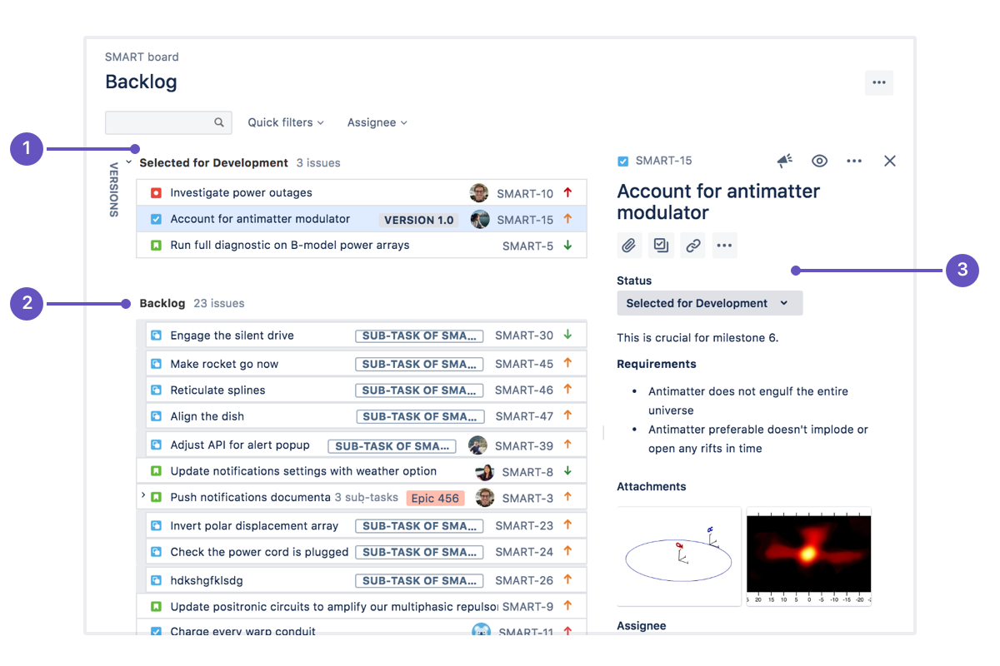 SMART board
Backlog
Quick filters
Assignee
1
VERSIONS
Selected for Development 3 issues
Investigate power outages SMART-10
Account for antimatter modulator VERSION 1.0 SMART-15
Run full diagnostic on B-model power arrays SMART-5
2
Backlog 23 issues
Engage the silent drive SUB-TASK OF SMA... SMART-30
Make rocket go now SUB-TASK OF SMA... SMART-45
Reticulate splines SUB-TASK OF SMA... SMART-46
Align the dish SUB-TASK OF SMA... SMART-47
Adjust API for alert popup SUB-TASK OF SMA... SMART-39
Update notifications settings with weather option SMART-8
Push notifications documenta 3 sub-tasks Epic 456 SMART-3
Invert polar displacement array SUB-TASK OF SMA... SMART-23
Check the power cord is plugged SUB-TASK OF SMA... SMART-24
hdkshgfklsdg SUB-TASK OF SMA... SMART-26
Update positronic circuits to amplify our multiphasic repulsor SMART-9
Charge every warp conduit SMART-11
SMART-15
Account for antimatter
modulator
3
Status
Selected for Development
This is crucial for milestone 6.
Requirements
• Antimatter does not engulf the entire
universe
• Antimatter preferable doesn't implode or
open any rifts in time
Attachments
20 15 10 5 0 -5 -10 -15 -20
Assignee